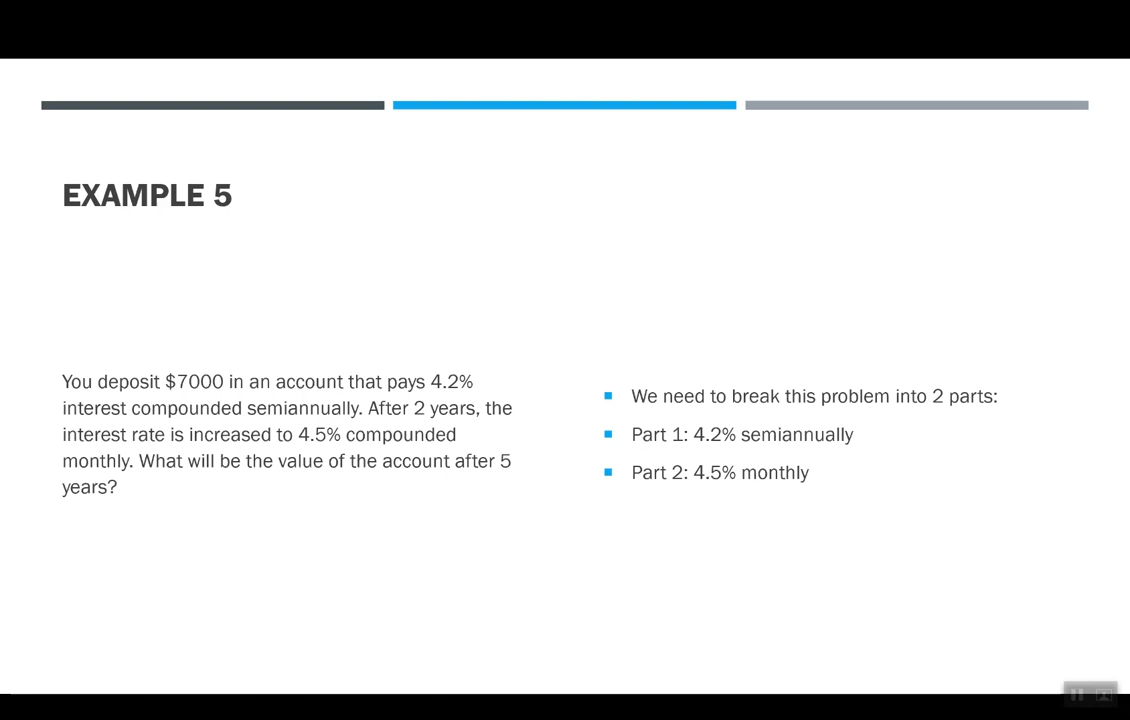 EXAMPLE 5
You deposit $7000 in an account that pays 4.2%
interest compounded semiannually. After 2 years, the
interest rate is increased to 4.5% compounded
monthly. What will be the value of the account after 5
years?
We need to break this problem into 2 parts:
Part 1: 4.2% semiannually
Part 2: 4.5% monthly